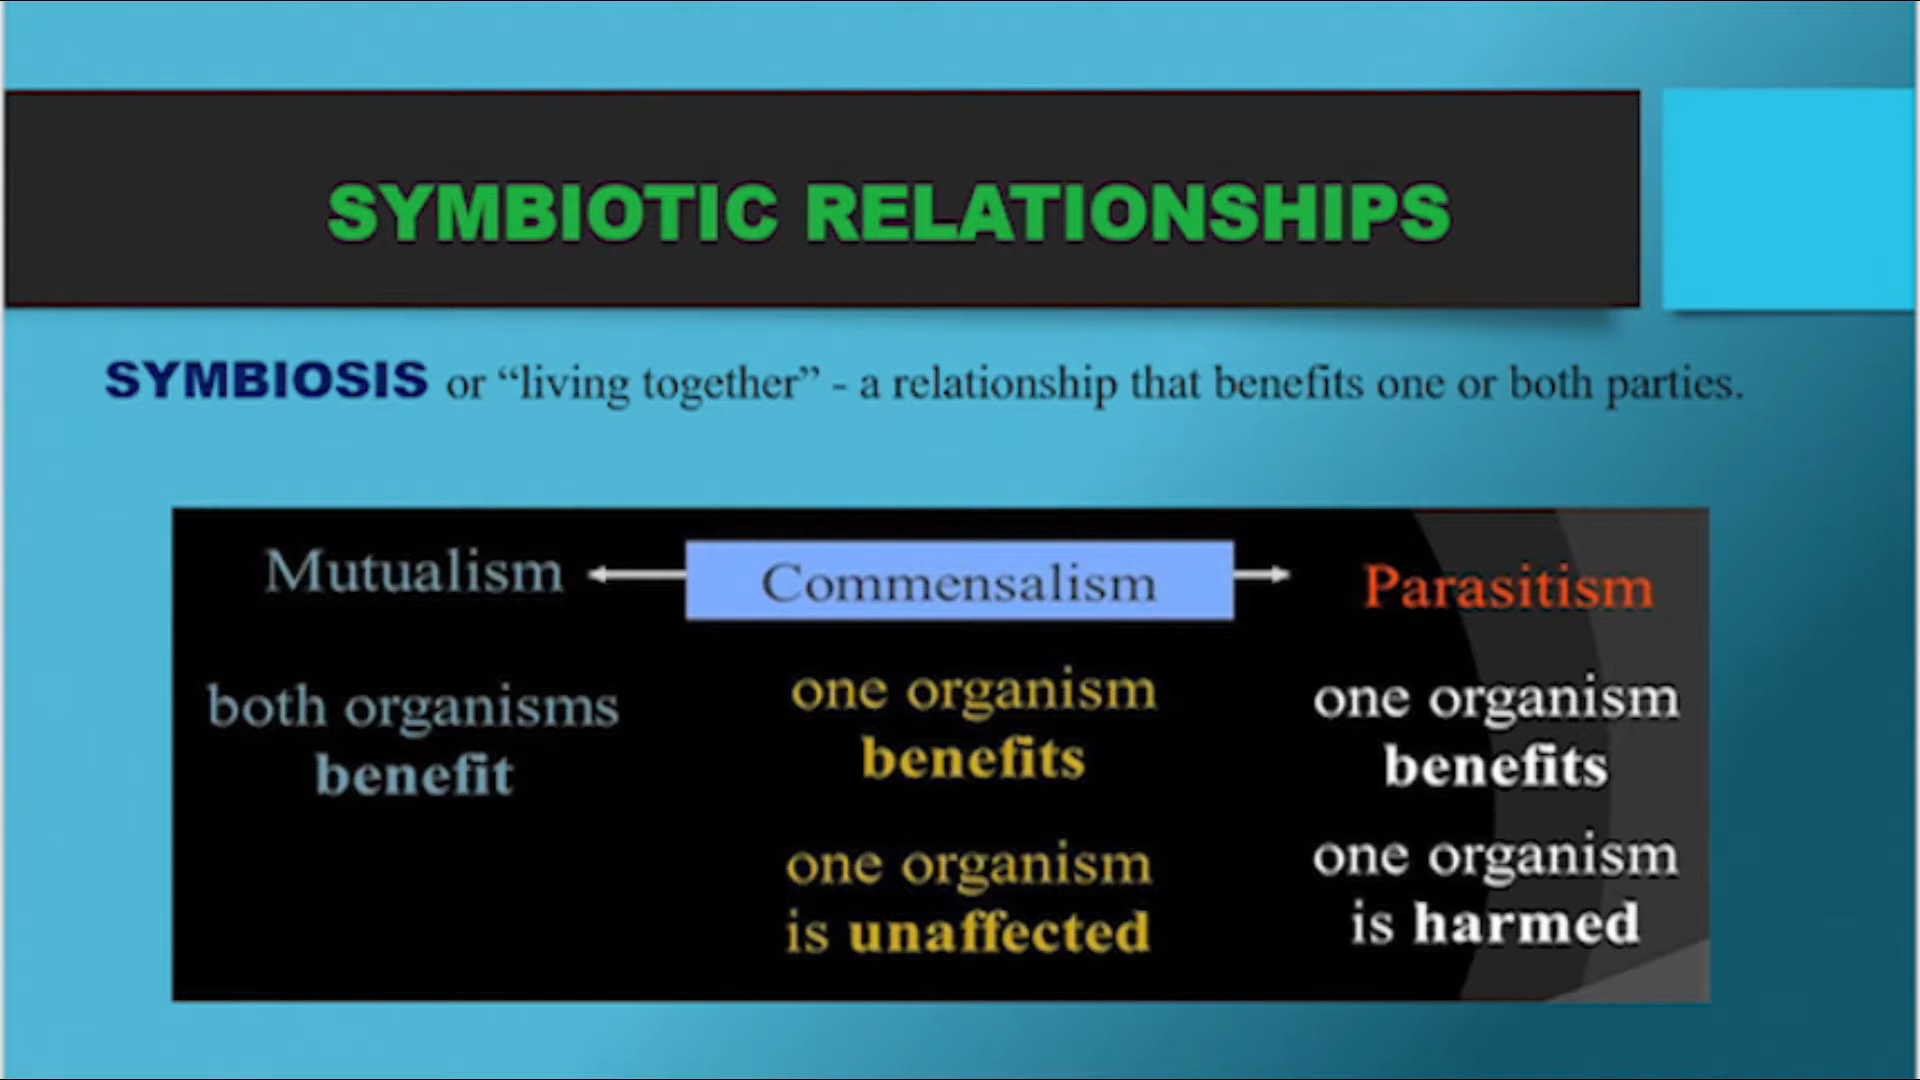 SYMBIOTIC RELATIONSHIPS
SYMBIOSIS or “living together” - a relationship that benefits one or both parties.
Mutualism
both organisms
benefit
Commensalism
one organism
benefits
one organism
is unaffected
Parasitism
one organism
benefits
one organism
is harmed